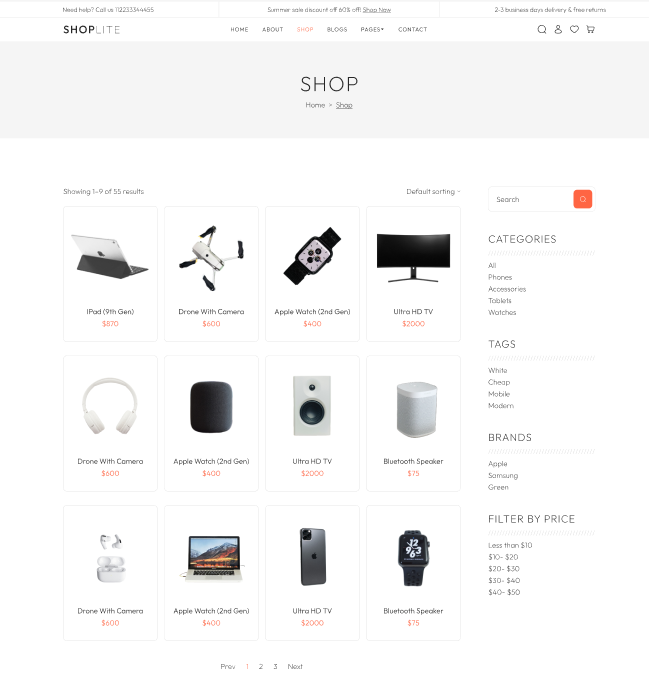 Need help? Call us 112233344455
Summer sale discount off 60% off! Shop Now
2-3 business days delivery & free returns
SHOPLITE
HOME ABOUT SHOP BLOGS PAGES CONTACT
SHOP
Home > Shop
Showing 1–9 of 55 results
Default sorting
Search
IPad (9th Gen)
$870
Drone With Camera
$600
Apple Watch (2nd Gen)
$400
Ultra HD TV
$2000
Drone With Camera
$600
Apple Watch (2nd Gen)
$400
Ultra HD TV
$2000
Bluetooth Speaker
$75
Drone With Camera
$600
Apple Watch (2nd Gen)
$400
Ultra HD TV
$2000
12
9 6
3
Bluetooth Speaker
$75
Prev 1 2 3 Next
CATEGORIES
All
Phones
Accessories
Tablets
Watches
TAGS
White
Cheap
Mobile
Modern
BRANDS
Apple
Samsung
Green
FILTER BY PRICE
Less than $10
$10- $20
$20- $30
$30- $40
$40- $50